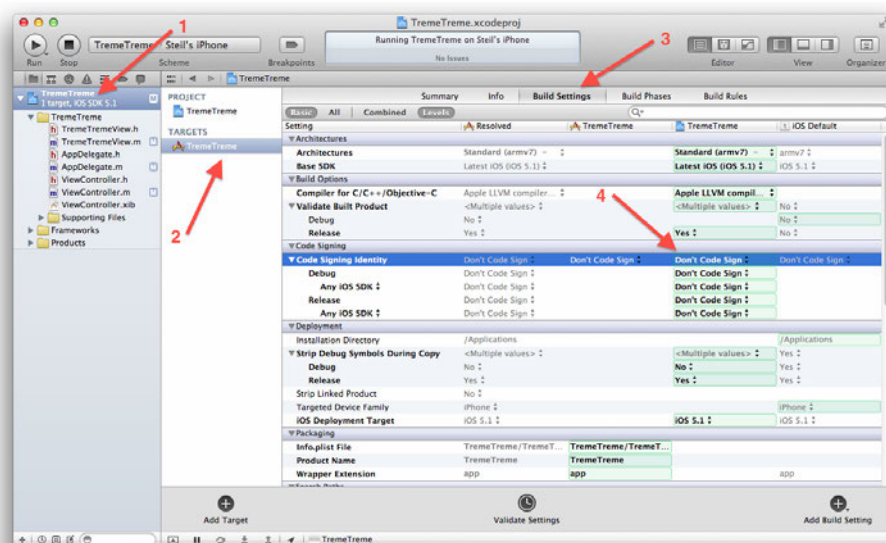 1
TremeTreme.xcodeproj
Run Stop TremeTreme Steil's iPhone Running TremeTreme on Steil's iPhone 3
Scheme Breakpoints No Issues Editor View Organizer
TremeTreme
TremeTreme
1 target, iOS SDK 5.1
TremeTreme
TremeTremeView.h
TremeTremeView.m
AppDelegate.h
AppDelegate.m
ViewController.h
ViewController.m
ViewController.xib
Supporting Files
Frameworks
Products
PROJECT
TremeTreme
TARGETS
TremeTreme
2
Summary Info Build Settings Build Phases Build Rules
Basic All Combined Levels
Setting Resolved TremeTreme TremeTreme iOS Default
Architectures
Architectures Standard (armv7) Standard (armv7) armv7
Base SDK Latest iOS (iOS 5.1) Latest iOS (iOS 5.1) iOS 5.1
Build Options
Compiler for C/C++/Objective-C Apple LLVM compiler... Apple LLVM compil...
4
Validate Built Product <Multiple values> <Multiple values> No
Debug No No
Release Yes Yes No
Code Signing
Code Signing Identity Don't Code Sign Don't Code Sign Don't Code Sign Don't Code Sign
Debug Don't Code Sign Don't Code Sign
Any iOS SDK Don't Code Sign Don't Code Sign
Release Don't Code Sign Don't Code Sign
Any iOS SDK Don't Code Sign Don't Code Sign
Deployment
Installation Directory /Applications /Applications
Strip Debug Symbols During Copy <Multiple values> <Multiple values> Yes
Debug No No Yes
Release Yes Yes Yes
Strip Linked Product No
Targeted Device Family iPhone iPhone
iOS Deployment Target iOS 5.1 iOS 5.1 iOS 5.1
Packaging
Info.plist File TremeTreme/TremeT... TremeTreme/TremeT...
Product Name TremeTreme TremeTreme
Wrapper Extension app app app
Add Target Validate Settings Add Build Setting
TremeTreme